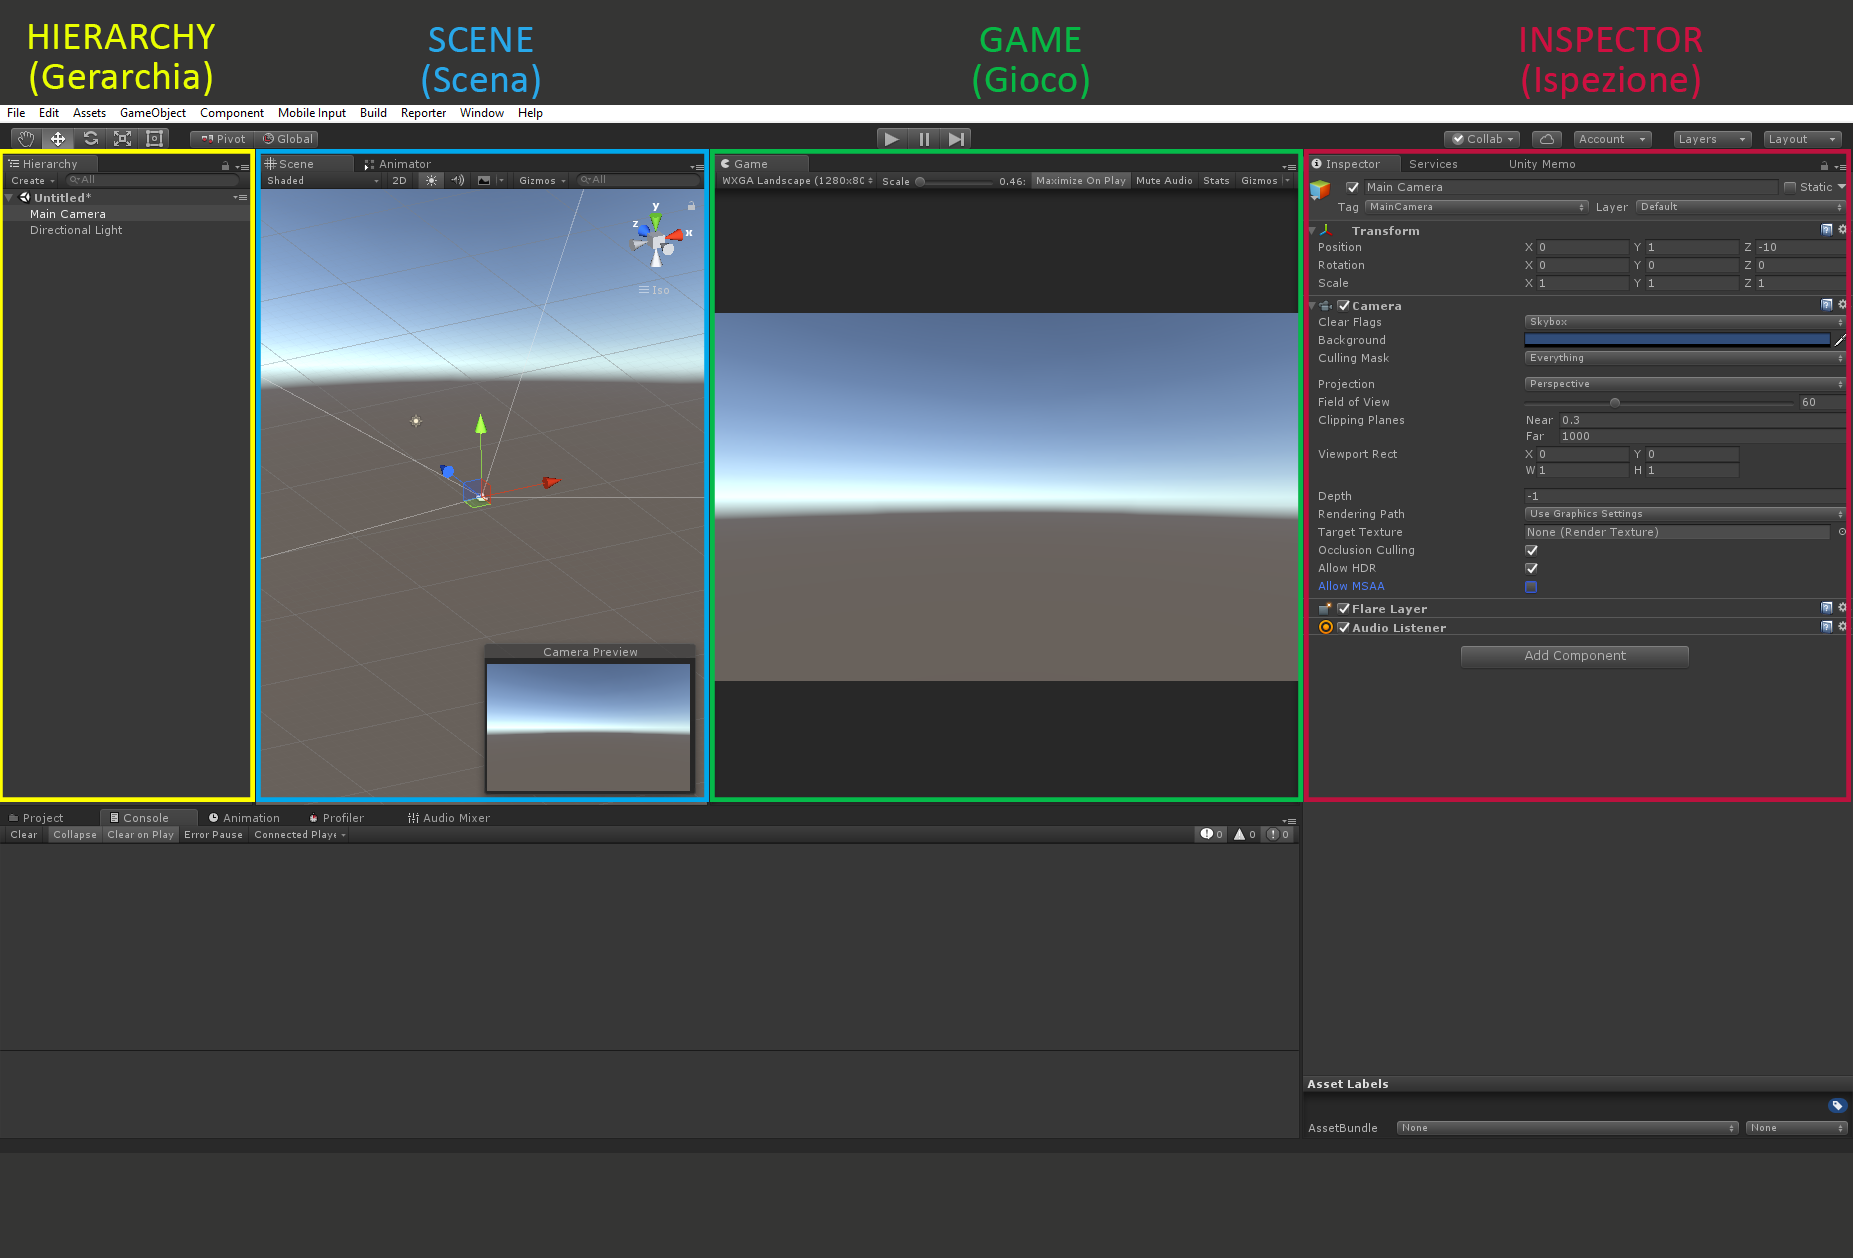 HIERARCHY
(Gerarchia)
SCENE
(Scena)
GAME
(Gioco)
INSPECTOR
(Ispezione)
File Edit Assets GameObject Component Mobile Input Build Reporter Window Help
Pivot Global Collab Account Layers Layout
Hierarchy
Create All
Untitled*
Main Camera
Directional Light
Scene Animator
Shaded 2D Gizmos All
y
z
x
Iso
Camera Preview
Game
WXGA Landscape (1280x8C Scale 0.46: Maximize On Play Mute Audio Stats Gizmos
Inspector Services Unity Memo
Main Camera Static
Tag MainCamera Layer Default
Transform
Position X 0 Y 1 Z -10
Rotation X 0 Y 0 Z 0
Scale X 1 Y 1 Z 1
Camera
Clear Flags Skybox
Background
Culling Mask Everything
Projection Perspective
Field of View 60
Clipping Planes Near 0.3
Far 1000
Viewport Rect X 0 Y 0
W 1 H 1
Depth -1
Rendering Path Use Graphics Settings
Target Texture None (Render Texture)
Occlusion Culling
Allow HDR
Allow MSAA
Flare Layer
Audio Listener
Add Component
Project Console Animation Profiler Audio Mixer
Clear Collapse Clear on Play Error Pause Connected Playe 0 0 0
Asset Labels
AssetBundle None None